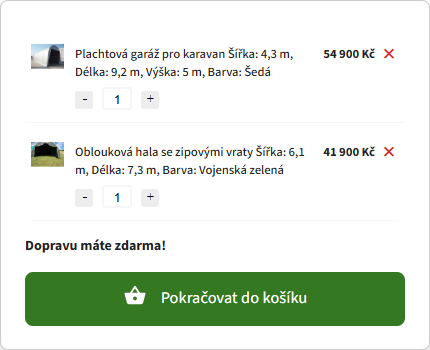 Plachtová garáž pro karavan Šířka: 4,3 m, 54 900 Kč ✕
Délka: 9,2 m, Výška: 5 m, Barva: Šedá
- 1 +
Oblouková hala se zipovými vraty Šířka: 6,1 41 900 Kč ✕
m, Délka: 7,3 m, Barva: Vojenská zelená
- 1 +
Dopravu máte zdarma!
Pokračovat do košíku